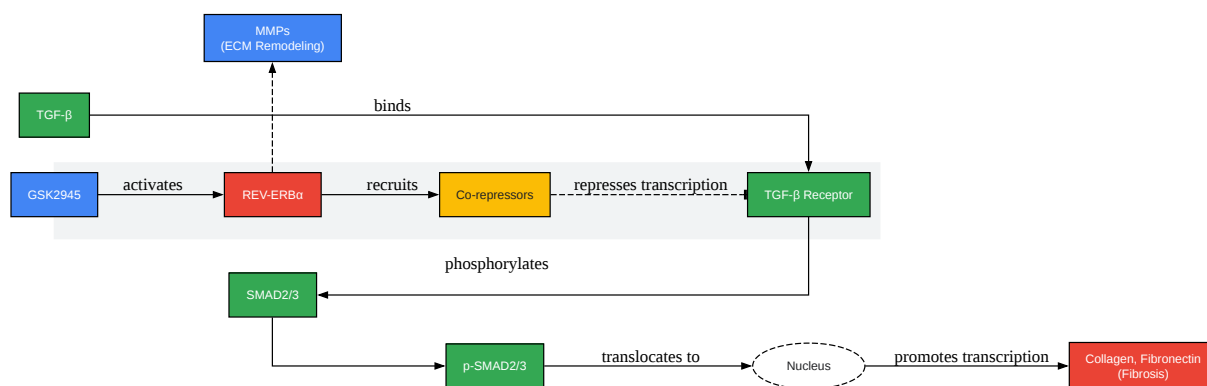 MMPs
(ECM Remodeling)
TGF-β
binds
GSK2945
activates
REV-ERBα
recruits
Co-repressors
represses transcription
TGF-β Receptor
phosphorylates
SMAD2/3
p-SMAD2/3
translocates to
Nucleus
promotes transcription
Collagen, Fibronectin
(Fibrosis)